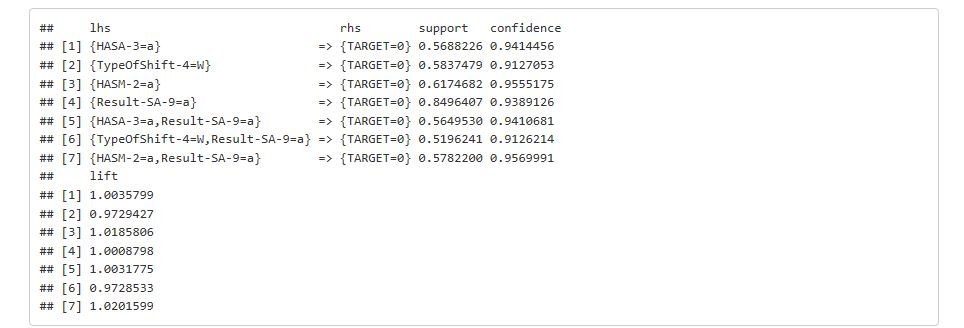 ##     lhs                                rhs        support   confidence
## [1] {HASA-3=a}                      => {TARGET=0} 0.5688226 0.9414456
## [2] {TypeOfShift-4=W}               => {TARGET=0} 0.5837479 0.9127053
## [3] {HASM-2=a}                      => {TARGET=0} 0.6174682 0.9555175
## [4] {Result-SA-9=a}                 => {TARGET=0} 0.8496407 0.9389126
## [5] {HASA-3=a,Result-SA-9=a}        => {TARGET=0} 0.5649530 0.9410681
## [6] {TypeOfShift-4=W,Result-SA-9=a} => {TARGET=0} 0.5196241 0.9126214
## [7] {HASM-2=a,Result-SA-9=a}        => {TARGET=0} 0.5782200 0.9569991
##     lift
## [1] 1.0035799
## [2] 0.9729427
## [3] 1.0185806
## [4] 1.0008798
## [5] 1.0031775
## [6] 0.9728533
## [7] 1.0201599